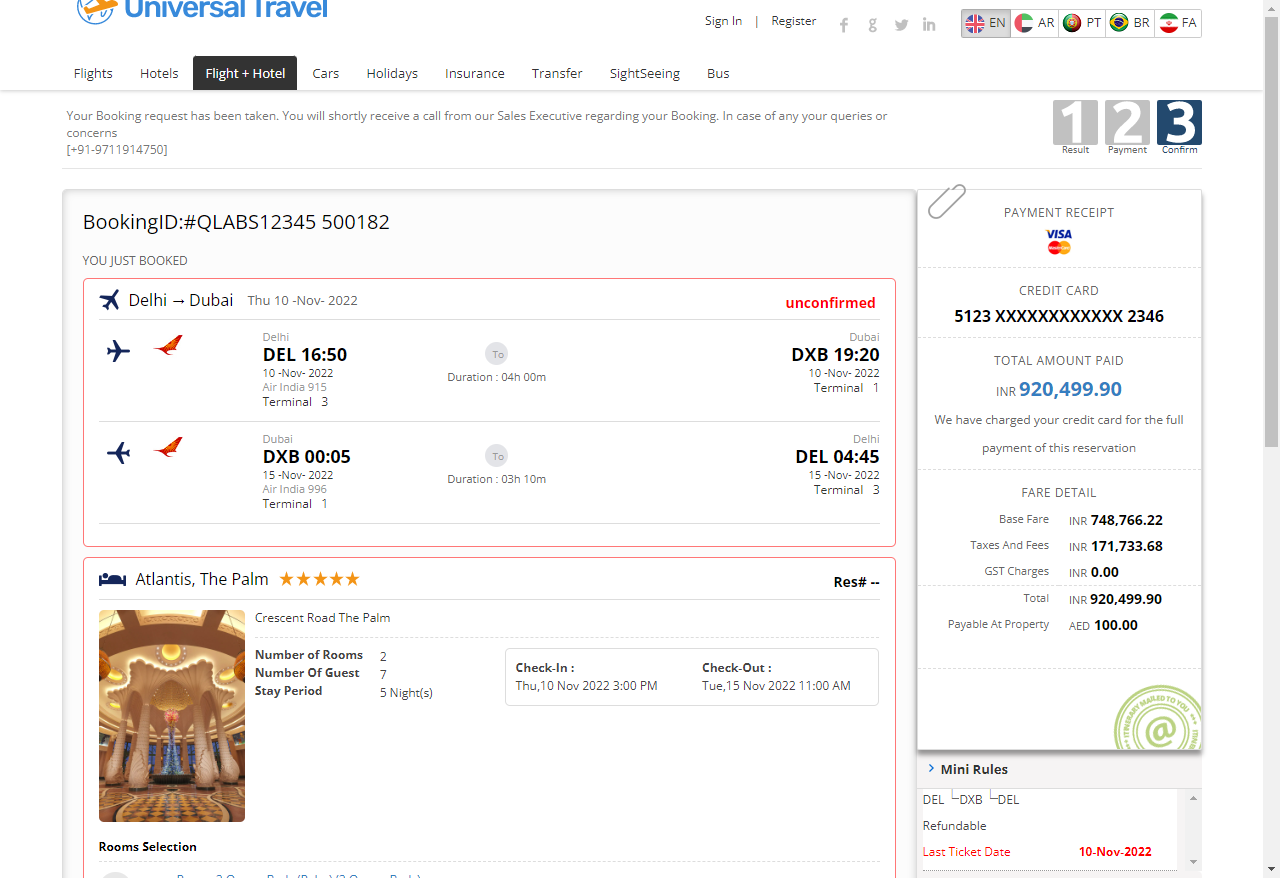 Universal Travel
Sign In | Register
EN AR PT BR FA
Flights Hotels Flight + Hotel Cars Holidays Insurance Transfer SightSeeing Bus
Your Booking request has been taken. You will shortly receive a call from our Sales Executive regarding your Booking. In case of any your queries or
concerns
[+91-9711914750]
1 2 3
Result Payment Confirm
BookingID:#QLABS12345 500182
YOU JUST BOOKED
Delhi → Dubai Thu 10 -Nov- 2022
unconfirmed
Delhi
DEL 16:50
10 -Nov- 2022
Air India 915
Terminal 3
To
Duration : 04h 00m
Dubai
DXB 19:20
10 -Nov- 2022
Terminal 1
Dubai
DXB 00:05
15 -Nov- 2022
Air India 996
Terminal 1
To
Duration : 03h 10m
Delhi
DEL 04:45
15 -Nov- 2022
Terminal 3
Atlantis, The Palm
Res# --
Crescent Road The Palm
Number of Rooms 2
Number Of Guest 7
Stay Period 5 Night(s)
Check-In :
Thu,10 Nov 2022 3:00 PM
Check-Out :
Tue,15 Nov 2022 11:00 AM
Rooms Selection
PAYMENT RECEIPT
VISA
MasterCard
CREDIT CARD
5123 XXXXXXXXXXXX 2346
TOTAL AMOUNT PAID
INR 920,499.90
We have charged your credit card for the full
payment of this reservation
FARE DETAIL
Base Fare INR 748,766.22
Taxes And Fees INR 171,733.68
GST Charges INR 0.00
Total INR 920,499.90
Payable At Property AED 100.00
ITINERARY MAILED TO YOU
@
Mini Rules
DEL DXB DEL
Refundable
Last Ticket Date 10-Nov-2022